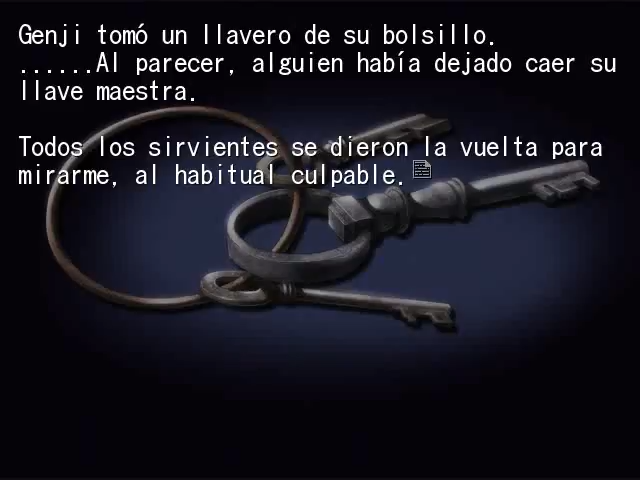 Genji tomó un llavero de su bolsillo.
......Al parecer, alguien había dejado caer su
llave maestra.
Todos los sirvientes se dieron la vuelta para
mirarme, al habitual culpable.